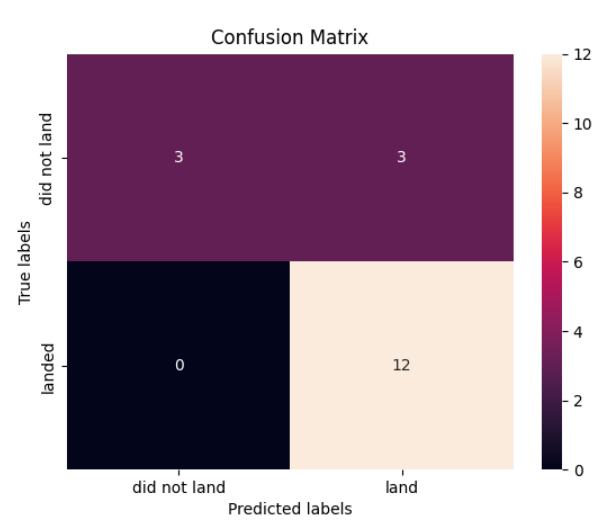 Confusion Matrix
did not land
landed
True labels
3
3
0
12
did not land
land
Predicted labels
12
10
8
6
4
2
0